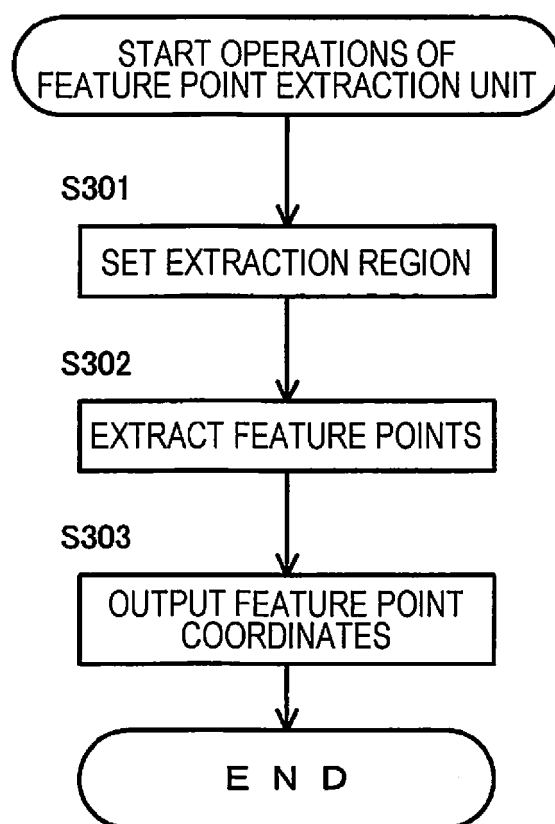 START OPERATIONS OF
FEATURE POINT EXTRACTION UNIT
S301
SET EXTRACTION REGION
S302
EXTRACT FEATURE POINTS
S303
OUTPUT FEATURE POINT
COORDINATES
E N D